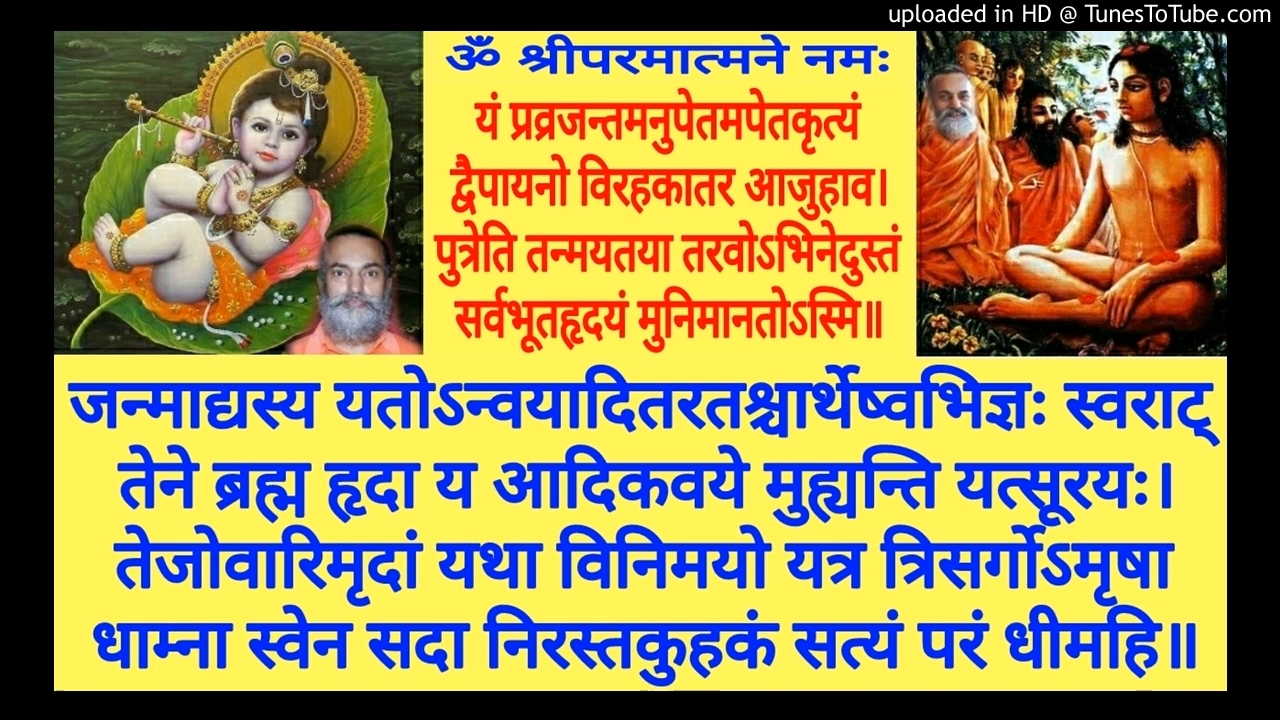 uploaded in HD @ TunesToTube.com
ॐ श्रीपरमात्मने नमः
यं प्रव्रजन्तमनुपेतमपेतकृत्यं
द्वैपायनो विरहकातर आजुहाव।
पुत्रेति तन्मयतया तरवोऽभिनेदुस्तं
सर्वभूतहृदयं मुनिमानतोऽस्मि॥
जन्माद्यस्य यतोऽन्वयादितरतश्चार्थेष्वभिज्ञः स्वराट्
तेने ब्रह्म हृदा य आदिकवये मुह्यन्ति यत्सूरयः।
तेजोवारिमृदां यथा विनिमयो यत्र त्रिसर्गोऽमृषा
धाम्ना स्वेन सदा निरस्तकुहकं सत्यं परं धीमहि॥